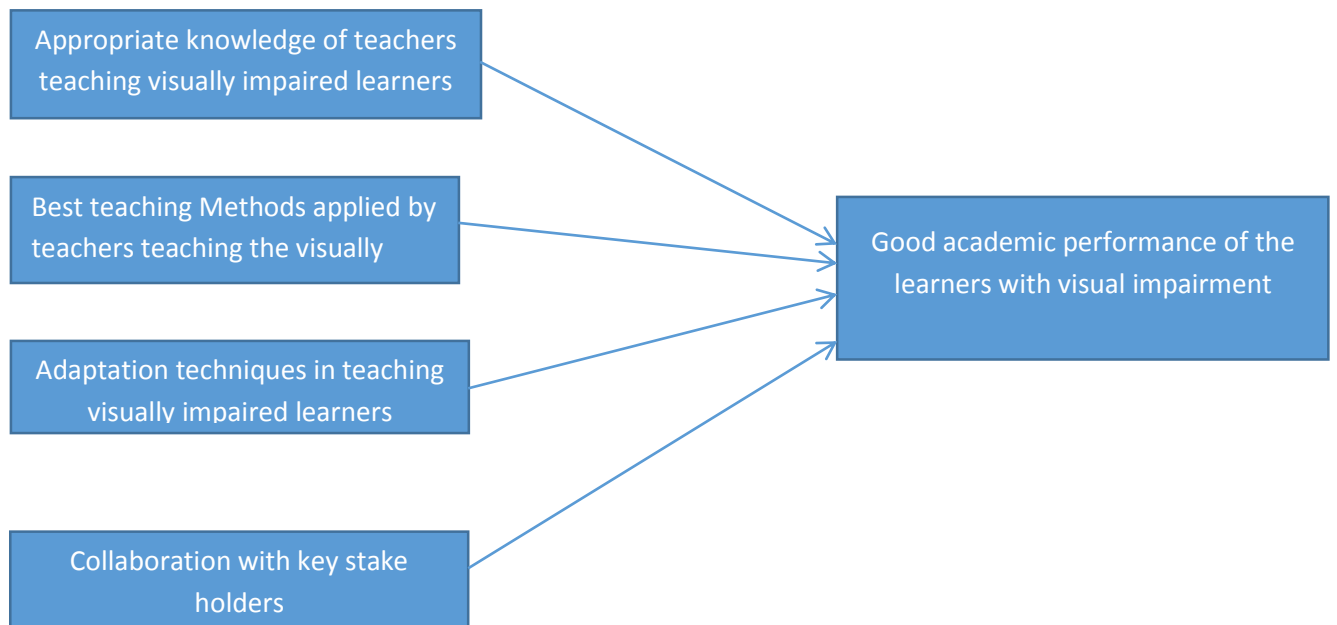 Appropriate knowledge of teachers
teaching visually impaired learners
Best teaching Methods applied by
teachers teaching the visually
Adaptation techniques in teaching
visually impaired learners
Collaboration with key stake
holders
Good academic performance of the
learners with visual impairment